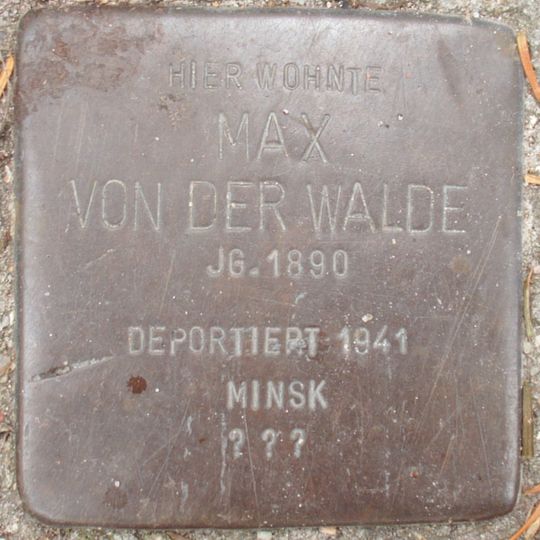 HIER WOHNTE
MAX
VON DER WALDE
JG. 1890
DEPORTIERT 1941
MINSK
? ? ?